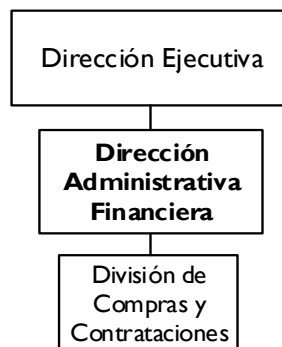 Dirección Ejecutiva
Dirección
Administrativa
Financiera
División de
Compras y
Contrataciones